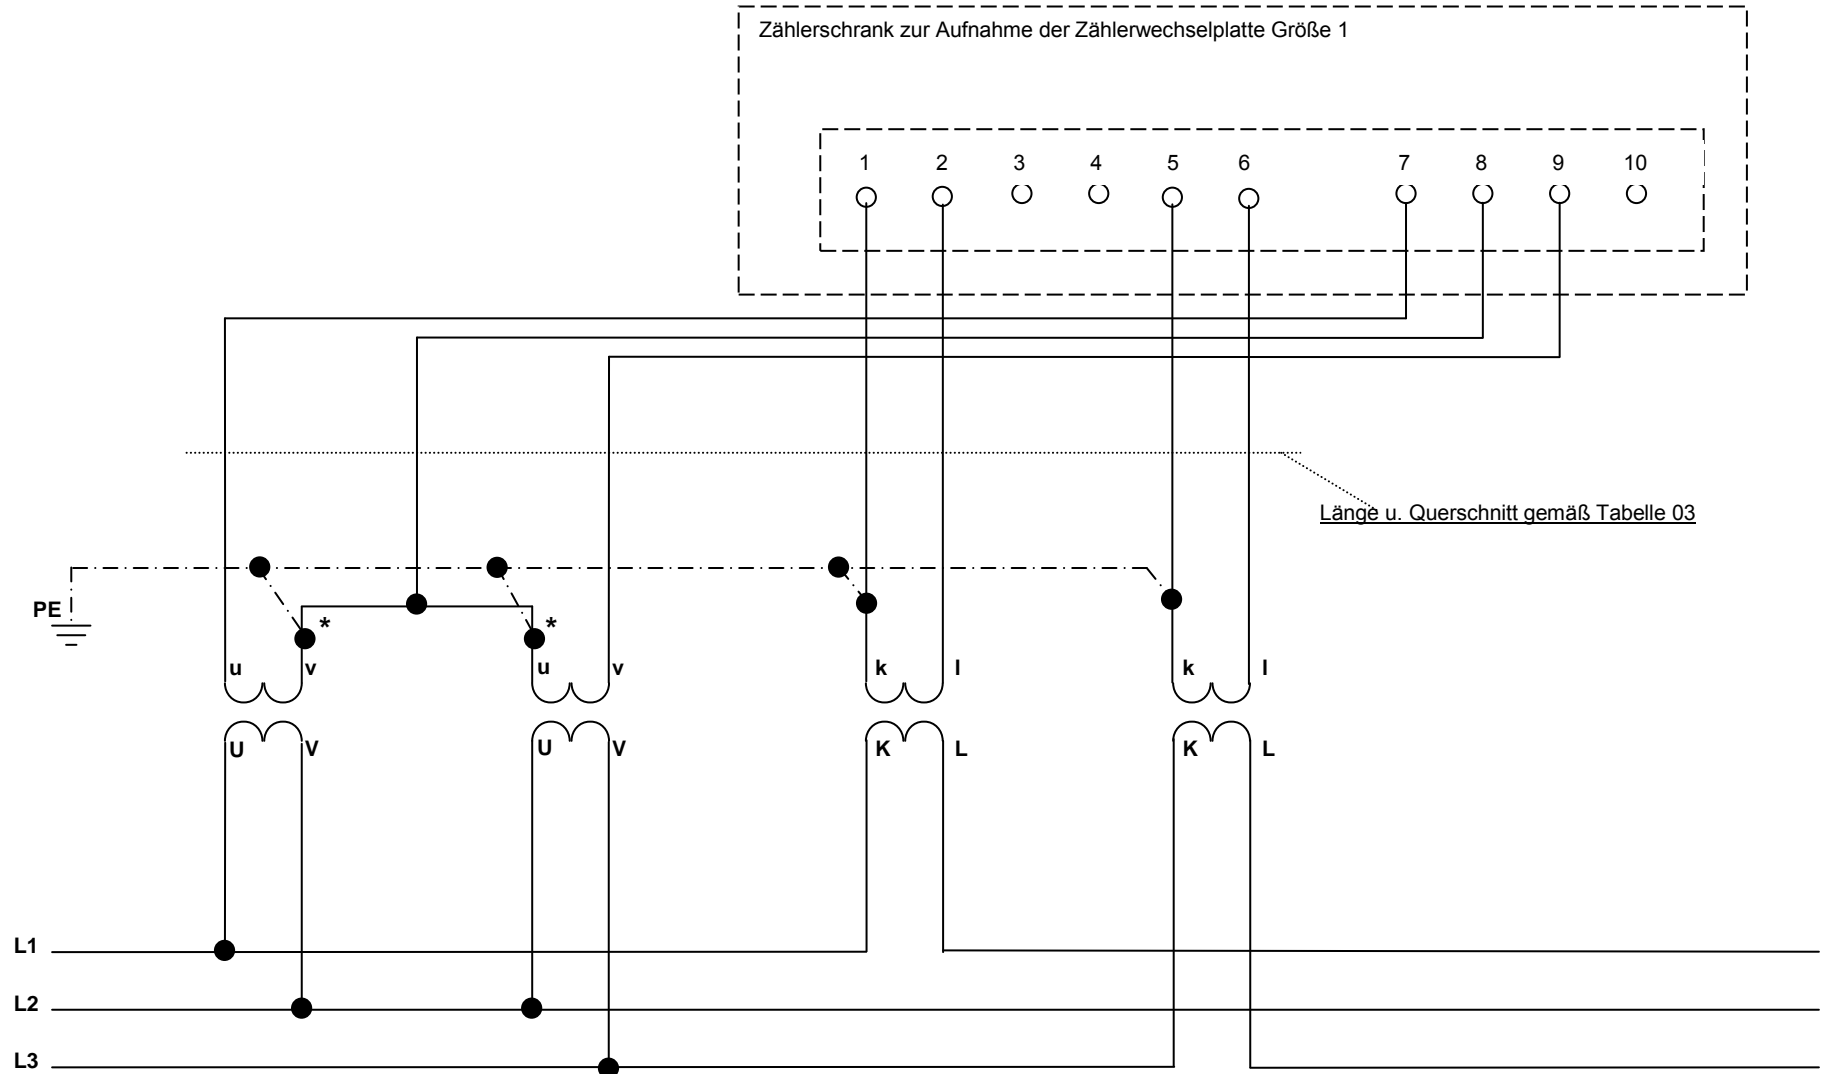 Zählerschrank zur Aufnahme der Zählerwechselplatte Größe 1
1 2 3 4 5 6 7 8 9 10
Länge u. Querschnitt gemäß Tabelle 03
PE
* *
u v u v k l k l
U V U V K L K L
L1
L2
L3